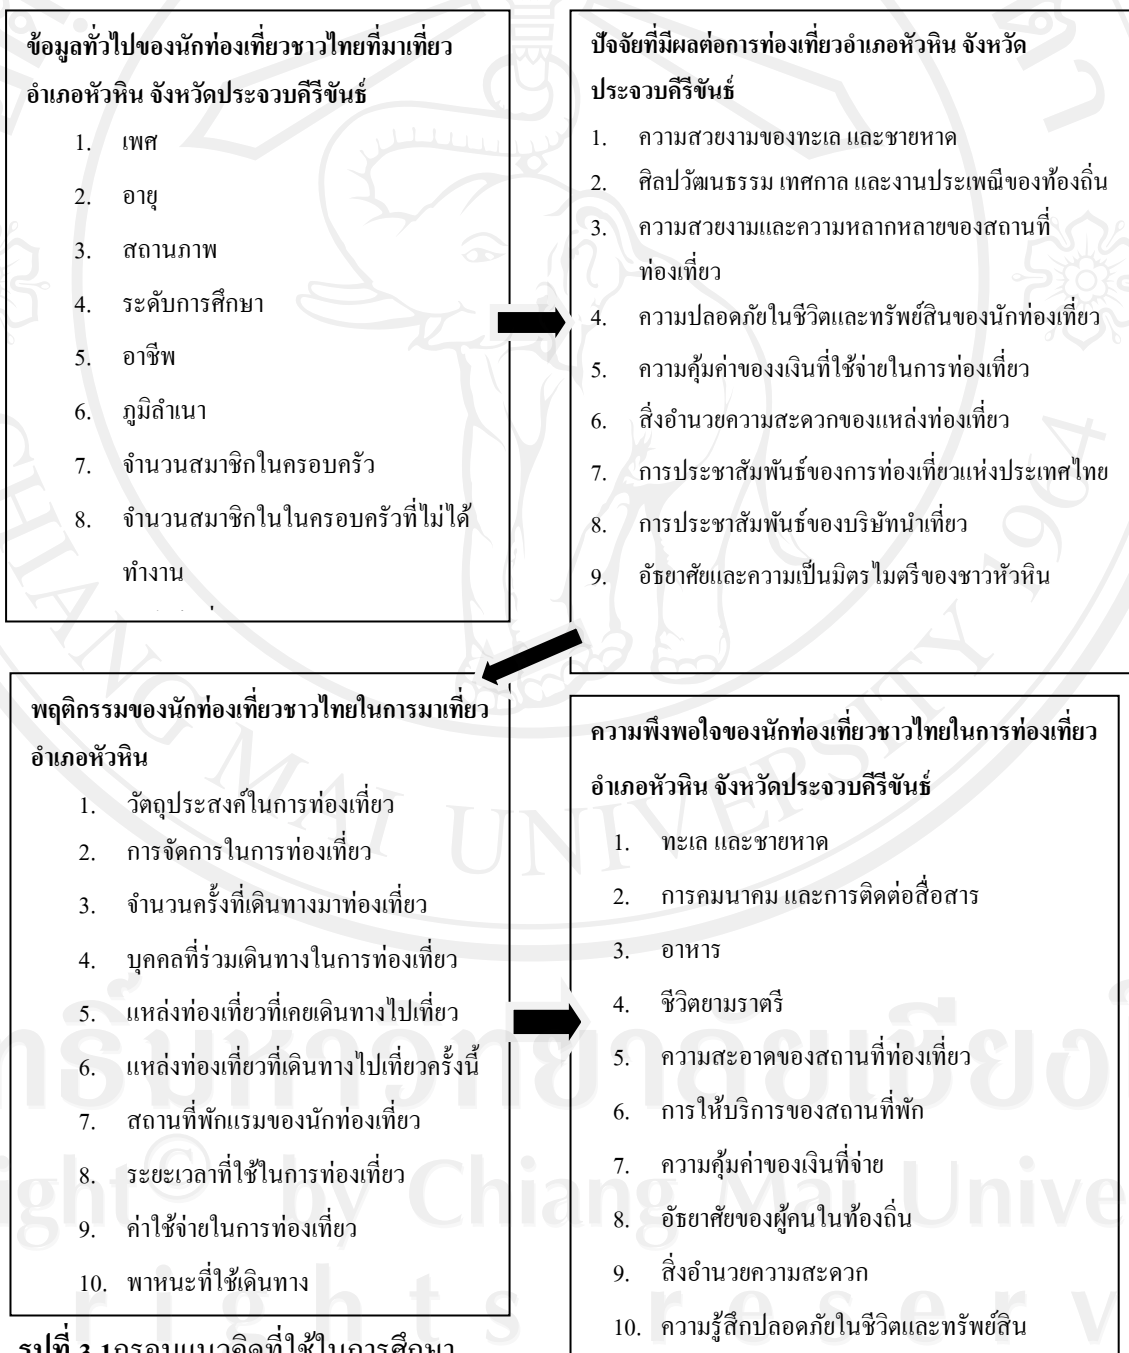 ข้อมูลทั่วไปของนักท่องเที่ยวชาวไทยที่มาเที่ยว
อำเภอหัวหิน จังหวัดประจวบคีรีขันธ์
1. เพศ
2. อายุ
3. สถานภาพ
4. ระดับการศึกษา
5. อาชีพ
6. ภูมิลำเนา
7. จำนวนสมาชิกในครอบครัว
8. จำนวนสมาชิกในในครอบครัวที่ไม่ได้
ทำงาน
ปัจจัยที่มีผลต่อการท่องเที่ยวอำเภอหัวหิน จังหวัด
ประจวบคีรีขันธ์
1. ความสวยงามของทะเล และชายหาด
2. ศิลปวัฒนธรรม เทศกาล และงานประเพณีของท้องถิ่น
3. ความสวยงามและความหลากหลายของสถานที่
ท่องเที่ยว
4. ความปลอดภัยในชีวิตและทรัพย์สินของนักท่องเที่ยว
5. ความคุ้มค่าของงเงินที่ใช้จ่ายในการท่องเที่ยว
6. สิ่งอำนวยความสะดวกของแหล่งท่องเที่ยว
7. การประชาสัมพันธ์ของการท่องเที่ยวแห่งประเทศไทย
8. การประชาสัมพันธ์ของบริษัทนำเที่ยว
9. อัธยาศัยและความเป็นมิตรไมตรีของชาวหัวหิน
พฤติกรรมของนักท่องเที่ยวชาวไทยในการมาเที่ยว
อำเภอหัวหิน
1. วัตถุประสงค์ในการท่องเที่ยว
2. การจัดการในการท่องเที่ยว
3. จำนวนครั้งที่เดินทางมาท่องเที่ยว
4. บุคคลที่ร่วมเดินทางในการท่องเที่ยว
5. แหล่งท่องเที่ยวที่เคยเดินทางไปเที่ยว
6. แหล่งท่องเที่ยวที่เดินทางไปเที่ยวครั้งนี้
7. สถานที่พักแรมของนักท่องเที่ยว
8. ระยะเวลาที่ใช้ในการท่องเที่ยว
9. ค่าใช้จ่ายในการท่องเที่ยว
10. พาหนะที่ใช้เดินทาง
ความพึงพอใจของนักท่องเที่ยวชาวไทยในการท่องเที่ยว
อำเภอหัวหิน จังหวัดประจวบคีรีขันธ์
1. ทะเล และชายหาด
2. การคมนาคม และการติดต่อสื่อสาร
3. อาหาร
4. ชีวิตยามราตรี
5. ความสะอาดของสถานที่ท่องเที่ยว
6. การให้บริการของสถานที่พัก
7. ความคุ้มค่าของเงินที่จ่าย
8. อัธยาศัยของผู้คนในท้องถิ่น
9. สิ่งอำนวยความสะดวก
10. ความรู้สึกปลอดภัยในชีวิตและทรัพย์สิน
รูปที่ 3.1กรอบแนวคิดที่ใช้ในการศึกษา
CHIANG MAI UNIVERSITY 1964
by Chiang Mai
rights